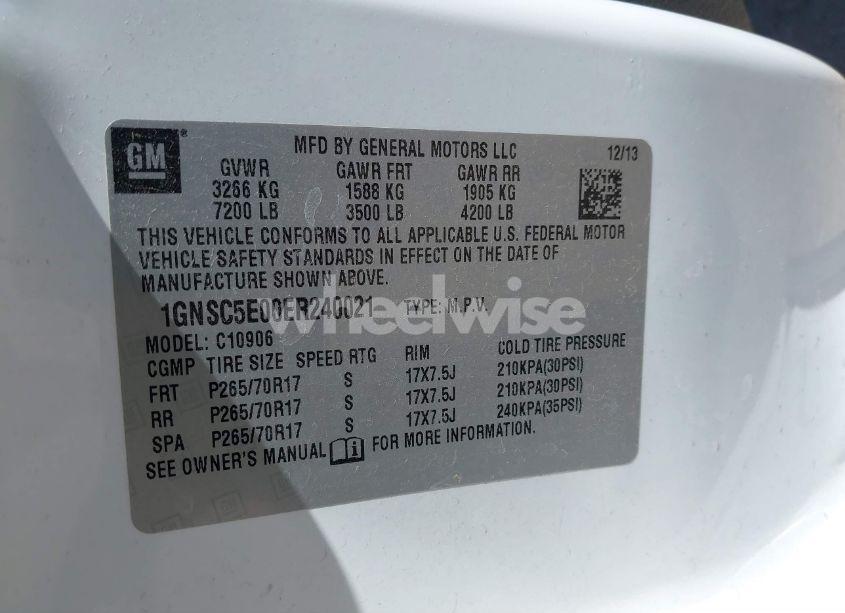 GM
MFD BY GENERAL MOTORS LLC 12/13
GVWR GAWR FRT GAWR RR
3266 KG 1588 KG 1905 KG
7200 LB 3500 LB 4200 LB
THIS VEHICLE CONFORMS TO ALL APPLICABLE U.S. FEDERAL MOTOR
VEHICLE SAFETY STANDARDS IN EFFECT ON THE DATE OF
MANUFACTURE SHOWN ABOVE.
1GNSC5E00ER240021 TYPE: M.P.V.
wheelwise
MODEL: C10906
CGMP TIRE SIZE SPEED RTG RIM COLD TIRE PRESSURE
FRT P265/70R17 S 17X7.5J 210KPA(30PSI)
RR P265/70R17 S 17X7.5J 210KPA(30PSI)
SPA P265/70R17 S 17X7.5J 240KPA(35PSI)
SEE OWNER'S MANUAL FOR MORE INFORMATION.